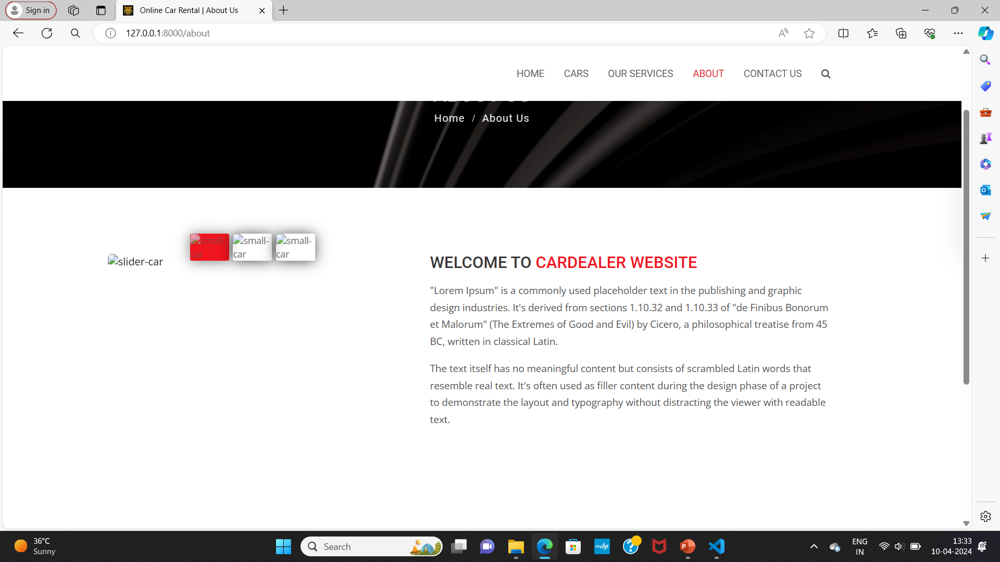 Sign in
Online Car Rental | About Us
127.0.0.1:8000/about
HOME CARS OUR SERVICES ABOUT CONTACT US
Home / About Us
small-car
small-car
small-car
slider-car
WELCOME TO CARDEALER WEBSITE
"Lorem Ipsum" is a commonly used placeholder text in the publishing and graphic
design industries. It's derived from sections 1.10.32 and 1.10.33 of "de Finibus Bonorum
et Malorum" (The Extremes of Good and Evil) by Cicero, a philosophical treatise from 45
BC, written in classical Latin.
The text itself has no meaningful content but consists of scrambled Latin words that
resemble real text. It's often used as filler content during the design phase of a project
to demonstrate the layout and typography without distracting the viewer with readable
text.
36°C
Sunny
Search
myhp
ENG
IN
13:33
10-04-2024